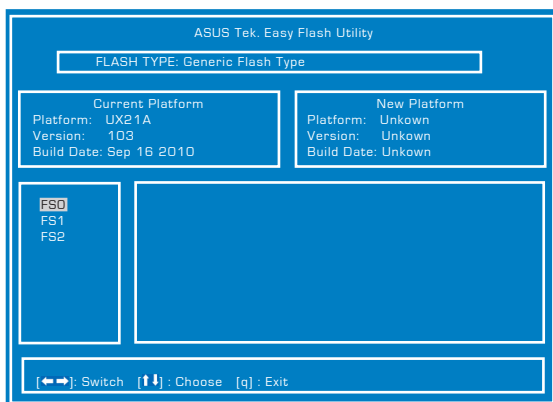 ASUS Tek. Easy Flash Utility
FLASH TYPE: Generic Flash Type
Current Platform
Platform: UX21A
Version: 103
Build Date: Sep 16 2010
New Platform
Platform: Unkown
Version: Unkown
Build Date: Unkown
FS0
FS1
FS2
[←→]: Switch [↑↓] : Choose [q] : Exit